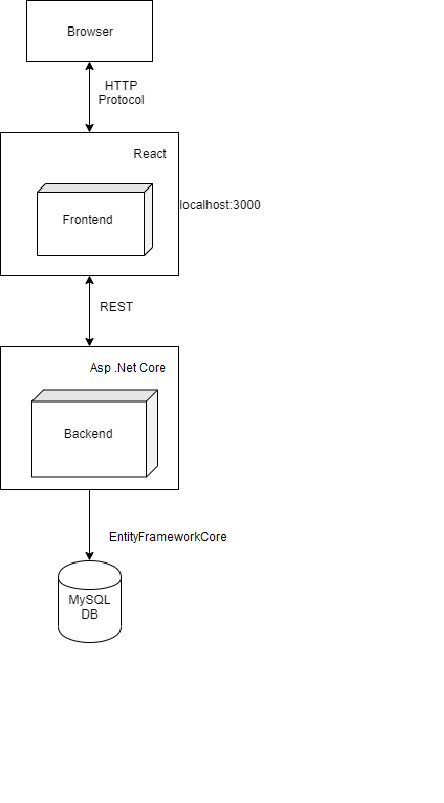 Browser
HTTP
Protocol
React
Frontend
localhost:3000
REST
Asp .Net Core
Backend
EntityFrameworkCore
MySQL
DB